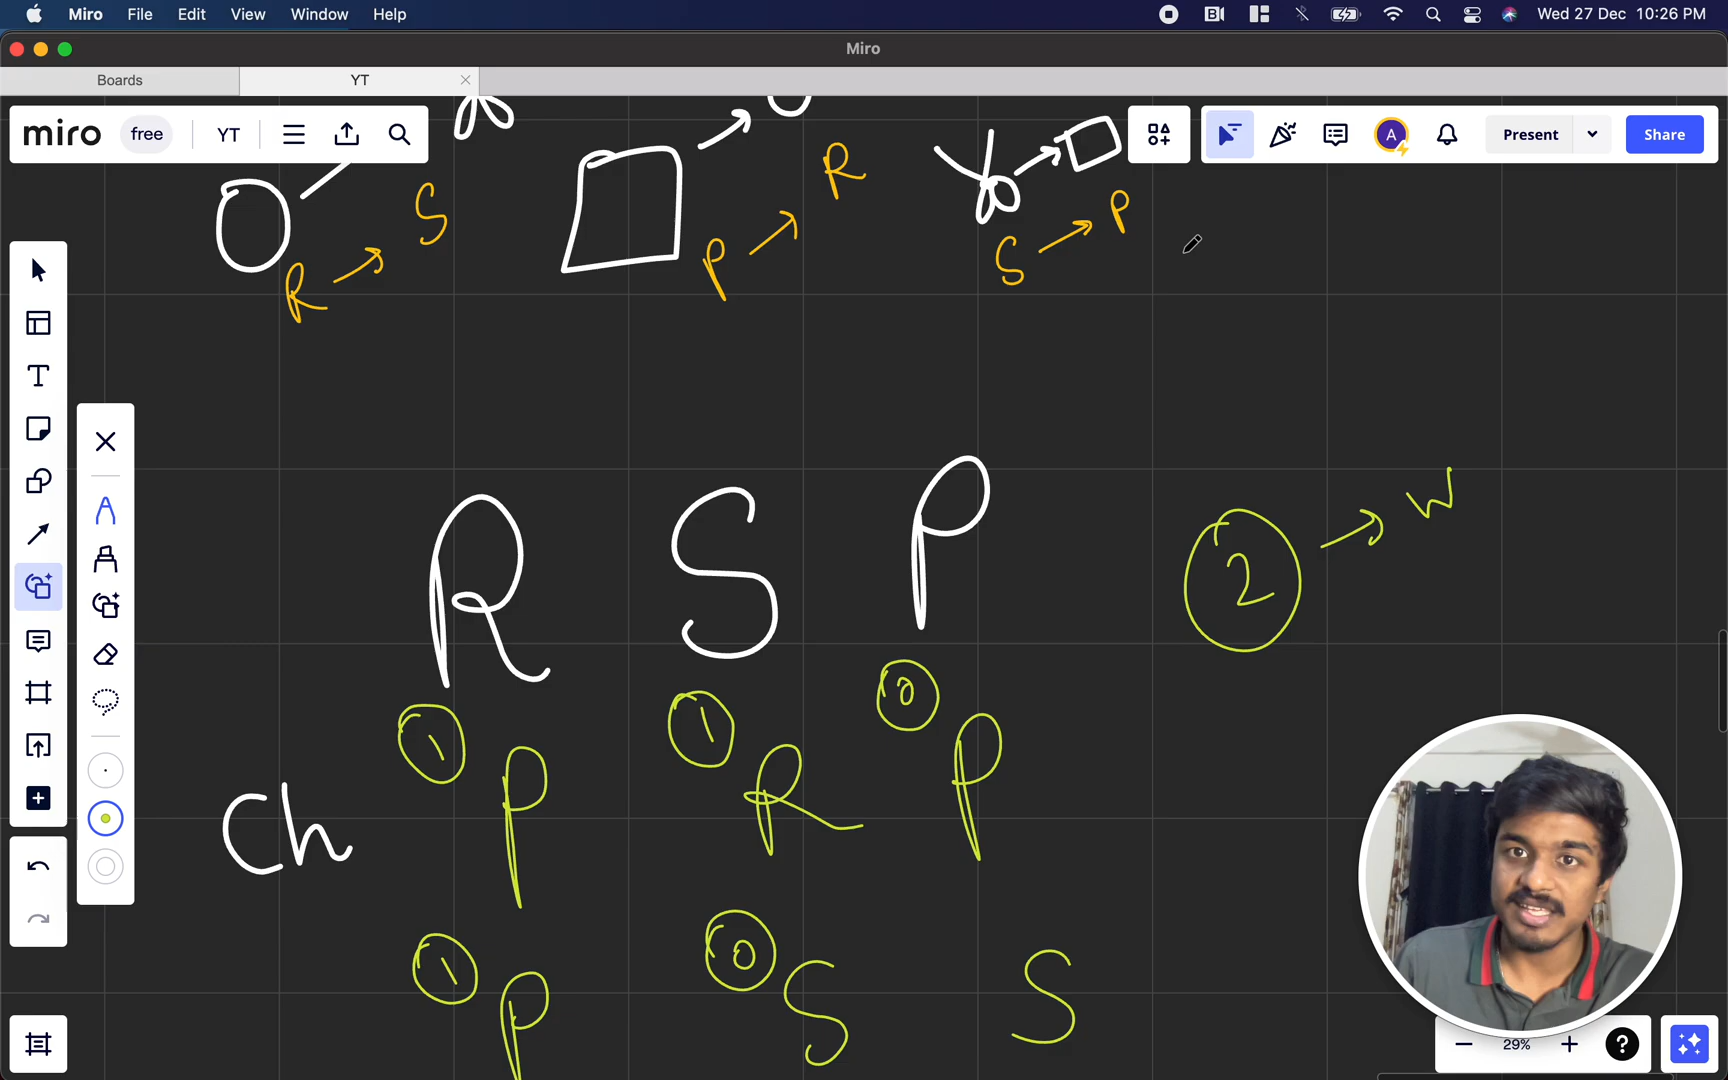 Miro File Edit View Window Help Wed 27 Dec 10:26 PM
Miro
Boards YT
miro free YT Present Share
A
R → S
P → R
S → P
R S P
2 → W
1 1 0
Ch P R P
1 0
P S S
29%
?